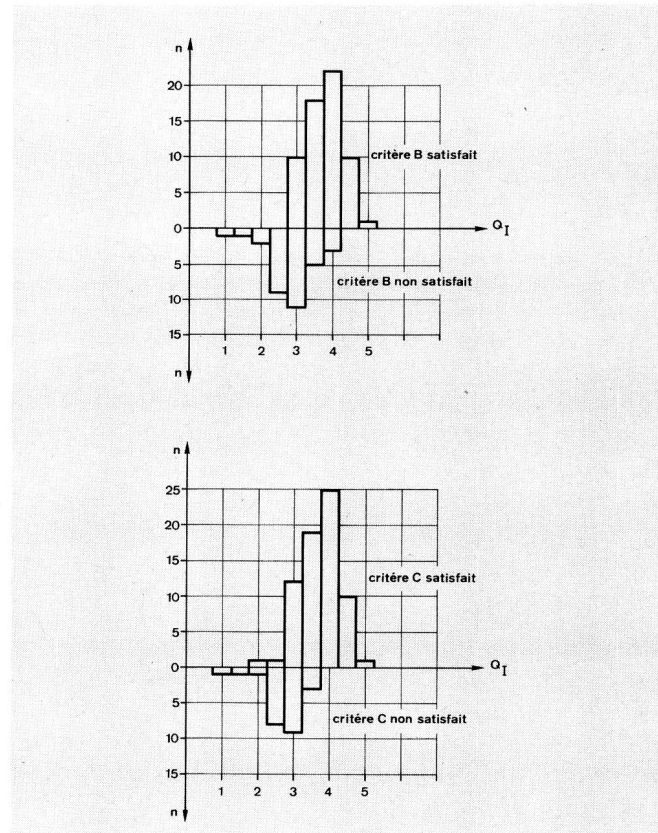 n
20
15
10
critère B satisfait
5
0
Q_I
5
critère B non satisfait
10
15
1 2 3 4 5
n
n
25
20
15
critère C satisfait
10
5
0
Q_I
5
critère C non satisfait
10
15
1 2 3 4 5
n